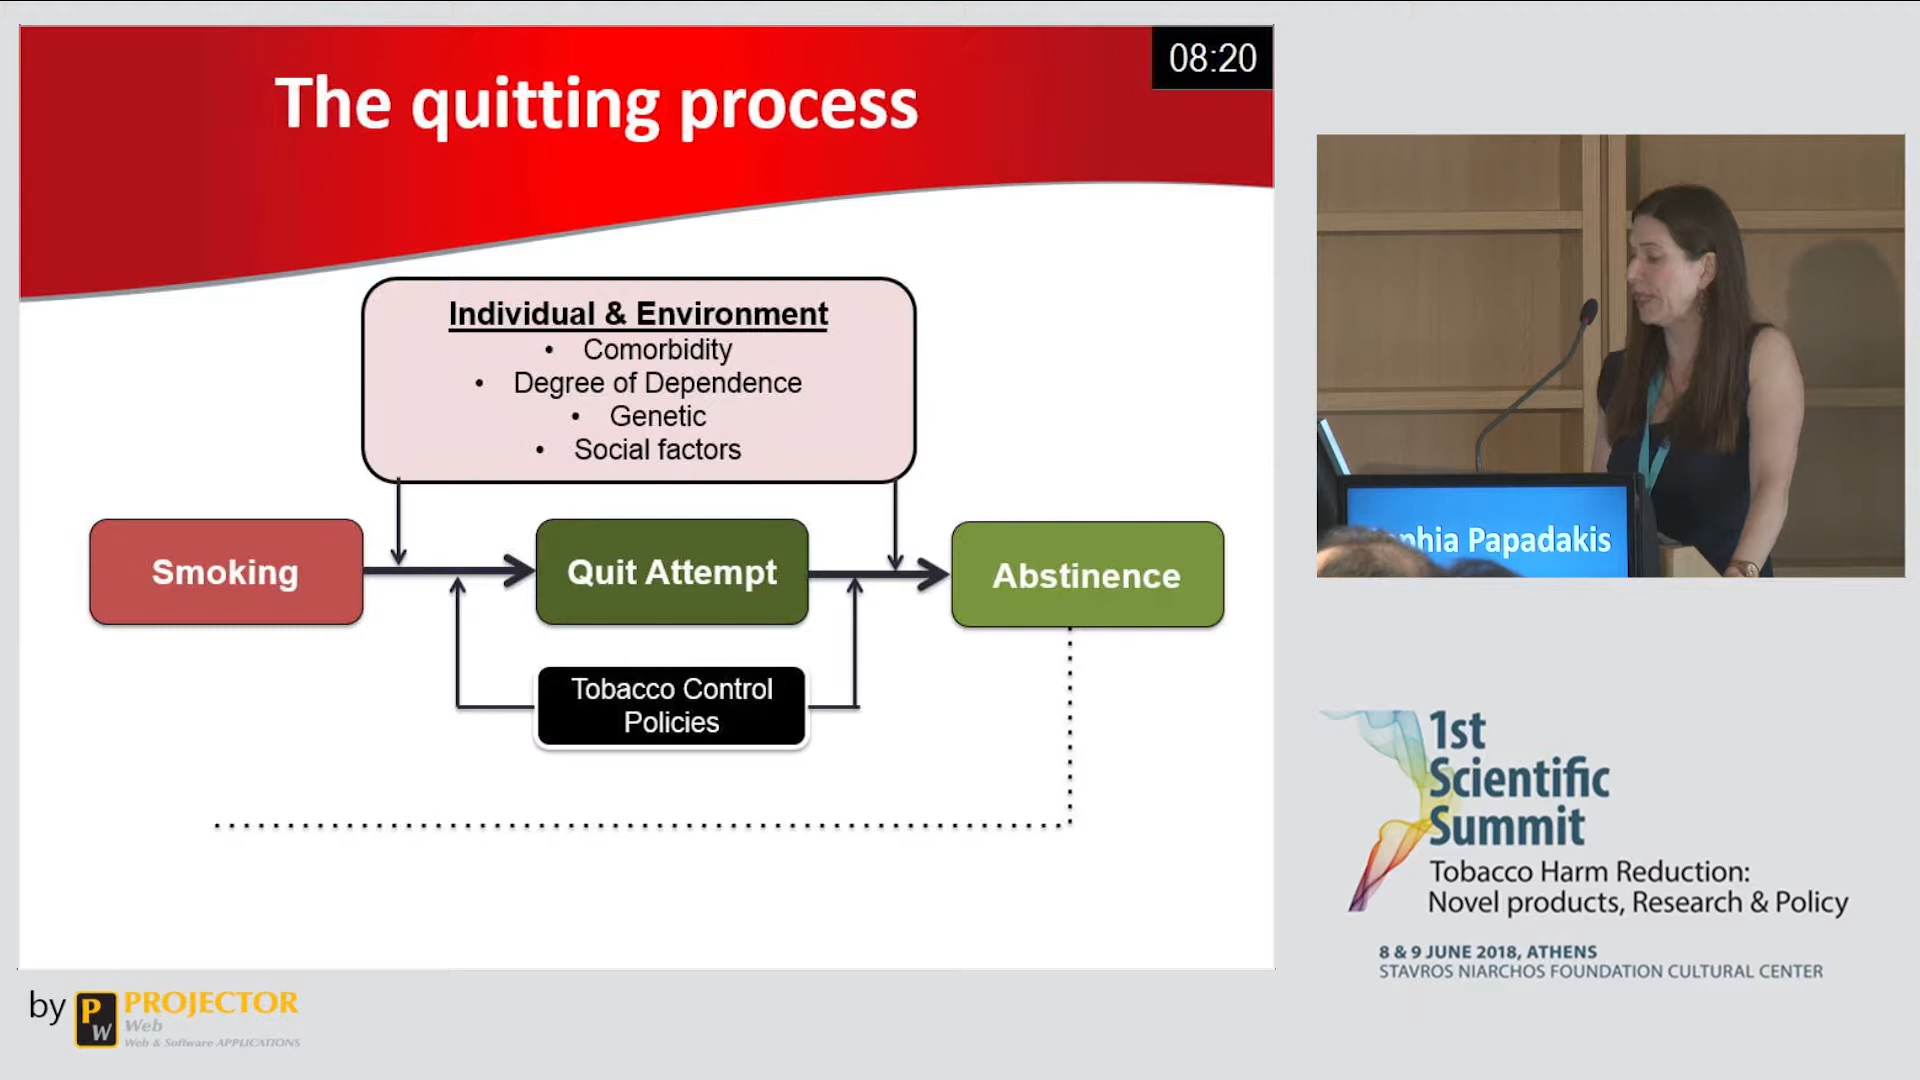 The quitting process
08:20
Individual & Environment
• Comorbidity
• Degree of Dependence
• Genetic
• Social factors
Smoking
Quit Attempt
Abstinence
Tobacco Control
Policies
Papadakis
1st
Scientific
Summit
Tobacco Harm Reduction:
Novel products, Research & Policy
8 & 9 JUNE 2018, ATHENS
STAVROS NIARCHOS FOUNDATION CULTURAL CENTER
by PW PROJECTOR
Web
Web & Software APPLICATIONS